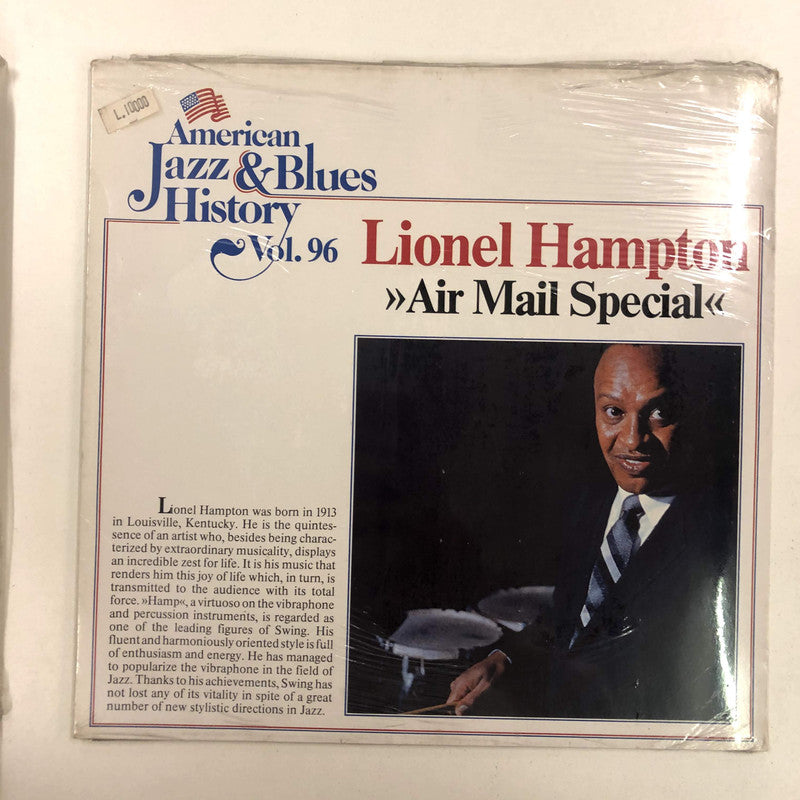 L.10000
American
Jazz & Blues
History
Vol. 96
Lionel Hampton
»Air Mail Special«
Lionel Hampton was born in 1913
in Louisville, Kentucky. He is the quintes-
sence of an artist who, besides being charac-
terized by extraordinary musicality, displays
an incredible zest for life. It is his music that
renders him this joy of life which, in turn, is
transmitted to the audience with its total
force. »Hamp«, a virtuoso on the vibraphone
and percussion instruments, is regarded as
one of the leading figures of Swing. His
fluent and harmoniously oriented style is full
of enthusiasm and energy. He has managed
to popularize the vibraphone in the field of
Jazz. Thanks to his achievements, Swing has
not lost any of its vitality in spite of a great
number of new stylistic directions in Jazz.